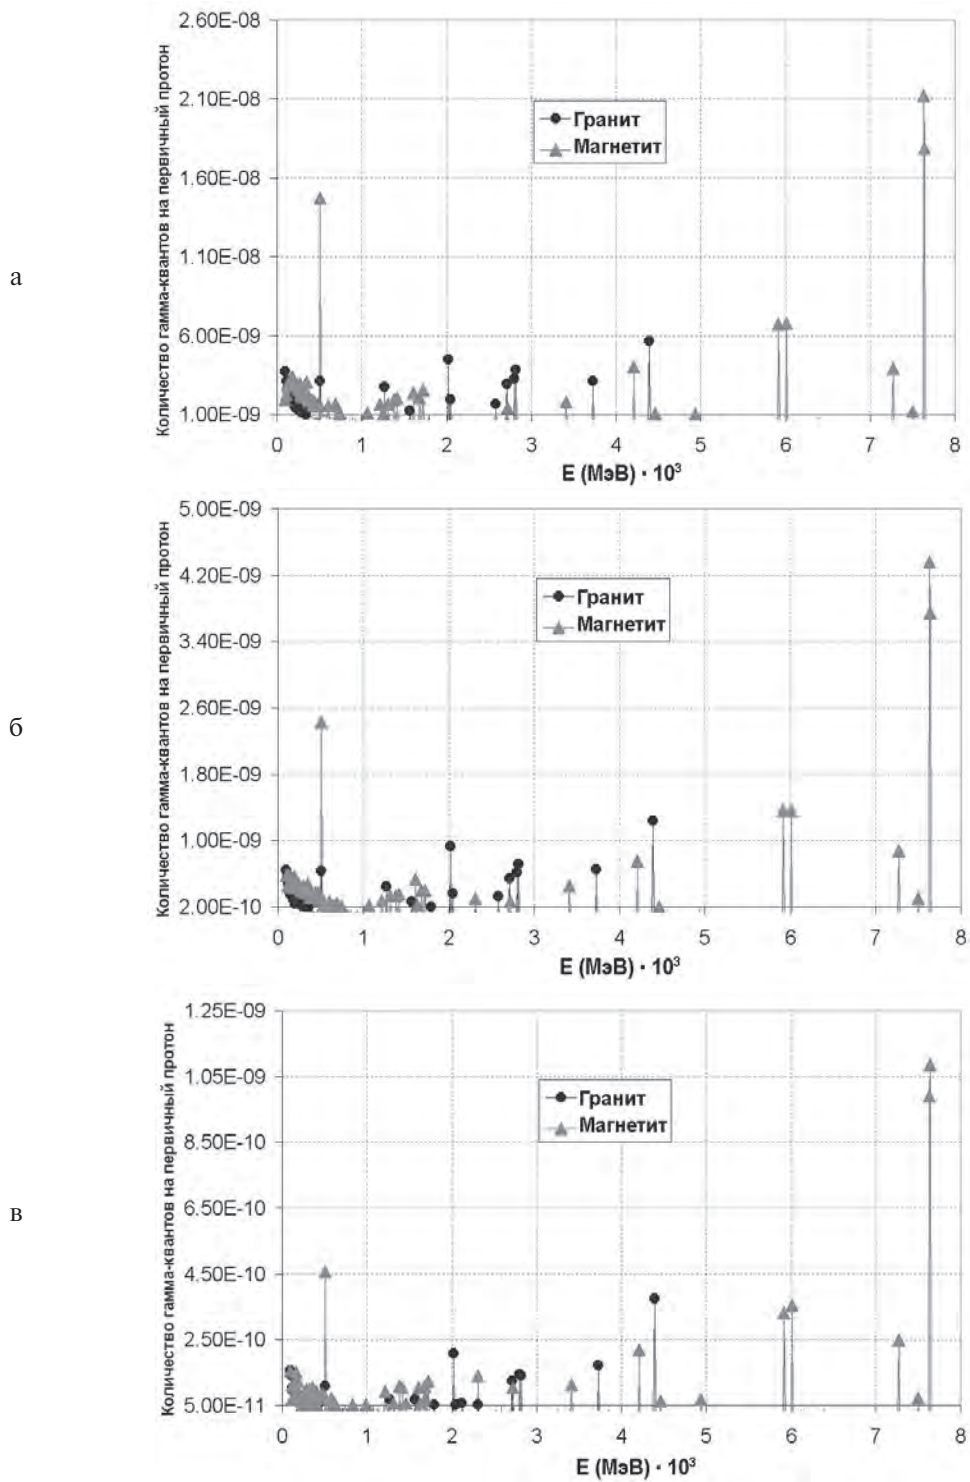 а
Количество гамма-квантов на первичный протон
2.60E-08
2.10E-08
1.60E-08
1.10E-08
6.00E-09
1.00E-09
Гранит
Магнетит
0 1 2 3 4 5 6 7 8
E (МэВ) · 10³
б
Количество гамма-квантов на первичный протон
5.00E-09
4.20E-09
3.40E-09
2.60E-09
1.80E-09
1.00E-09
2.00E-10
Гранит
Магнетит
0 1 2 3 4 5 6 7 8
E (МэВ) · 10³
в
Количество гамма-квантов на первичный протон
1.25E-09
1.05E-09
8.50E-10
6.50E-10
4.50E-10
2.50E-10
5.00E-11
Гранит
Магнетит
0 1 2 3 4 5 6 7 8
E (МэВ) · 10³